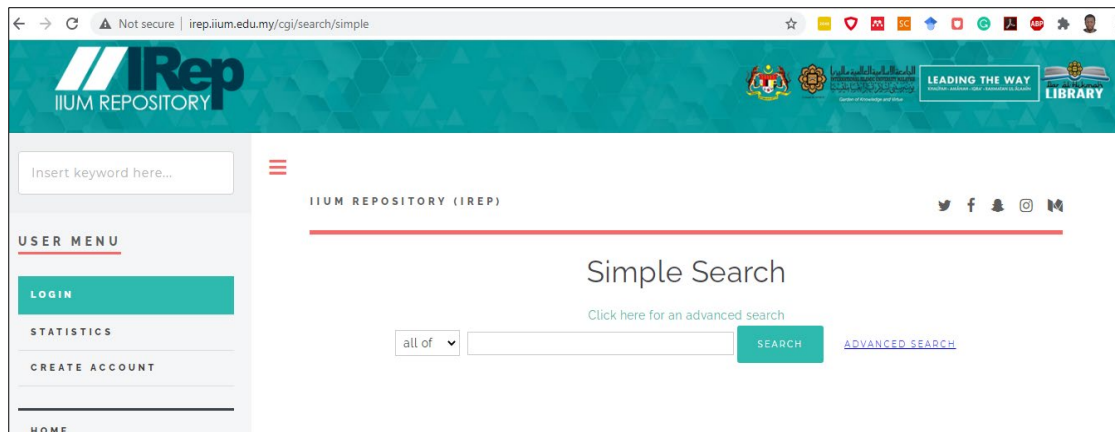 Not secure | irep.iium.edu.my/cgi/search/simple
IRep
IIUM REPOSITORY
LEADING THE WAY
LIBRARY
Insert keyword here...
IIUM REPOSITORY (IREP)
USER MENU
LOGIN
STATISTICS
CREATE ACCOUNT
HOME
Simple Search
Click here for an advanced search
all of
SEARCH
ADVANCED SEARCH